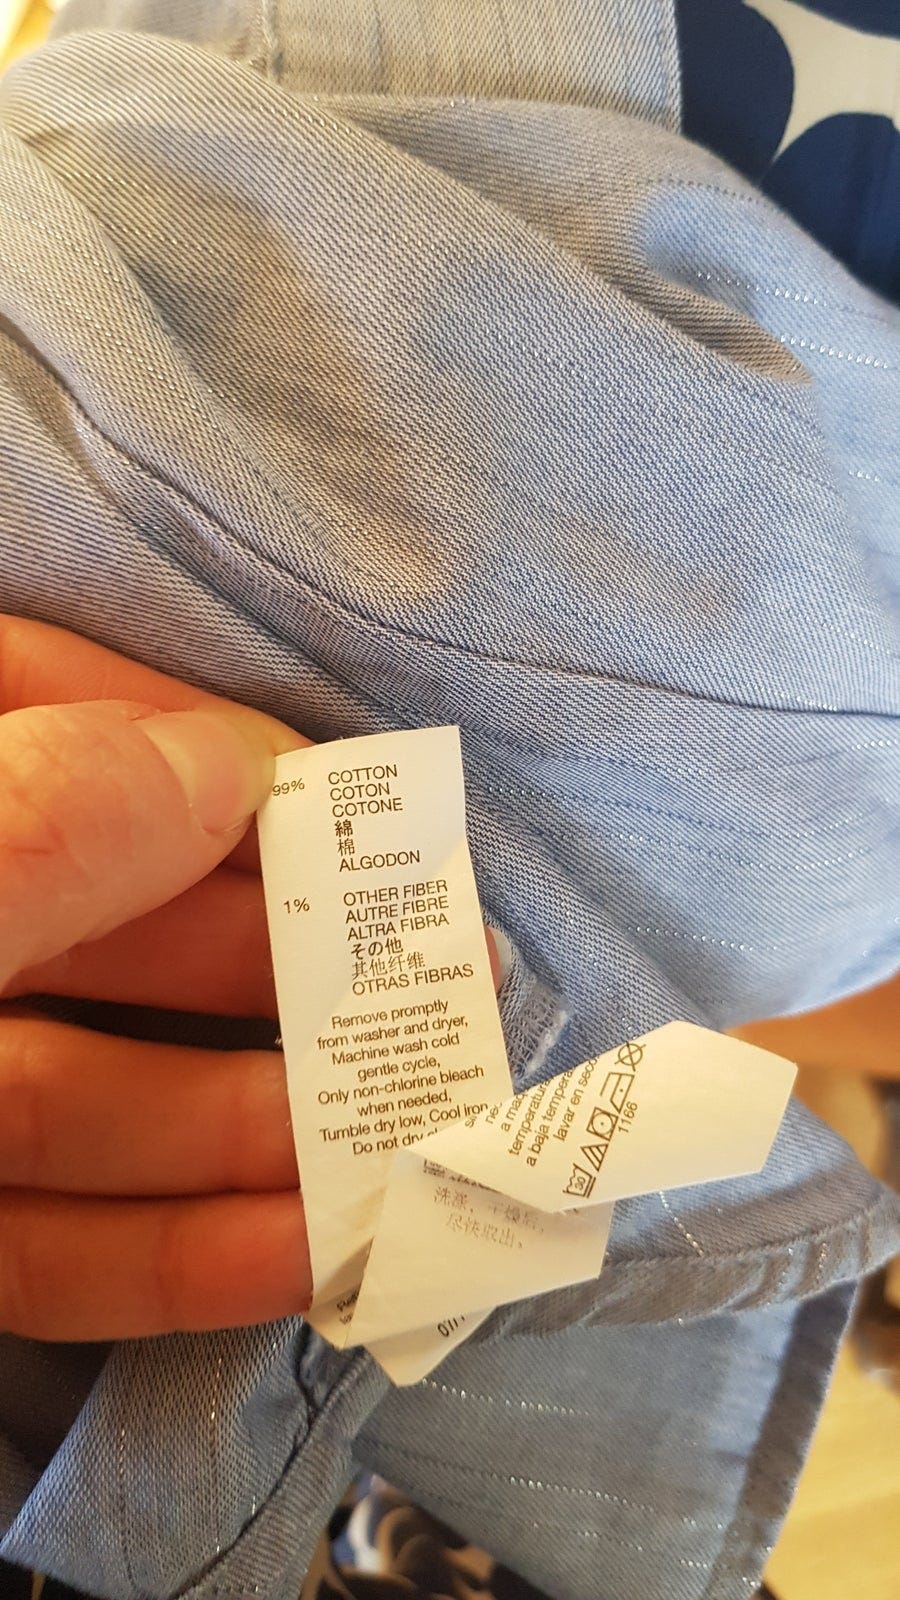 99% COTTON
COTON
COTONE
綿
棉
ALGODON
1% OTHER FIBER
AUTRE FIBRE
ALTRA FIBRA
その他
其他纤维
OTRAS FIBRAS
Remove promptly
from washer and dryer,
Machine wash cold
gentle cycle,
Only non-chlorine bleach
when needed,
Tumble dry low, Cool iron,
Do not dry
a baja
lavar en
30
1166
洗涤，干燥后，
尽快取出，